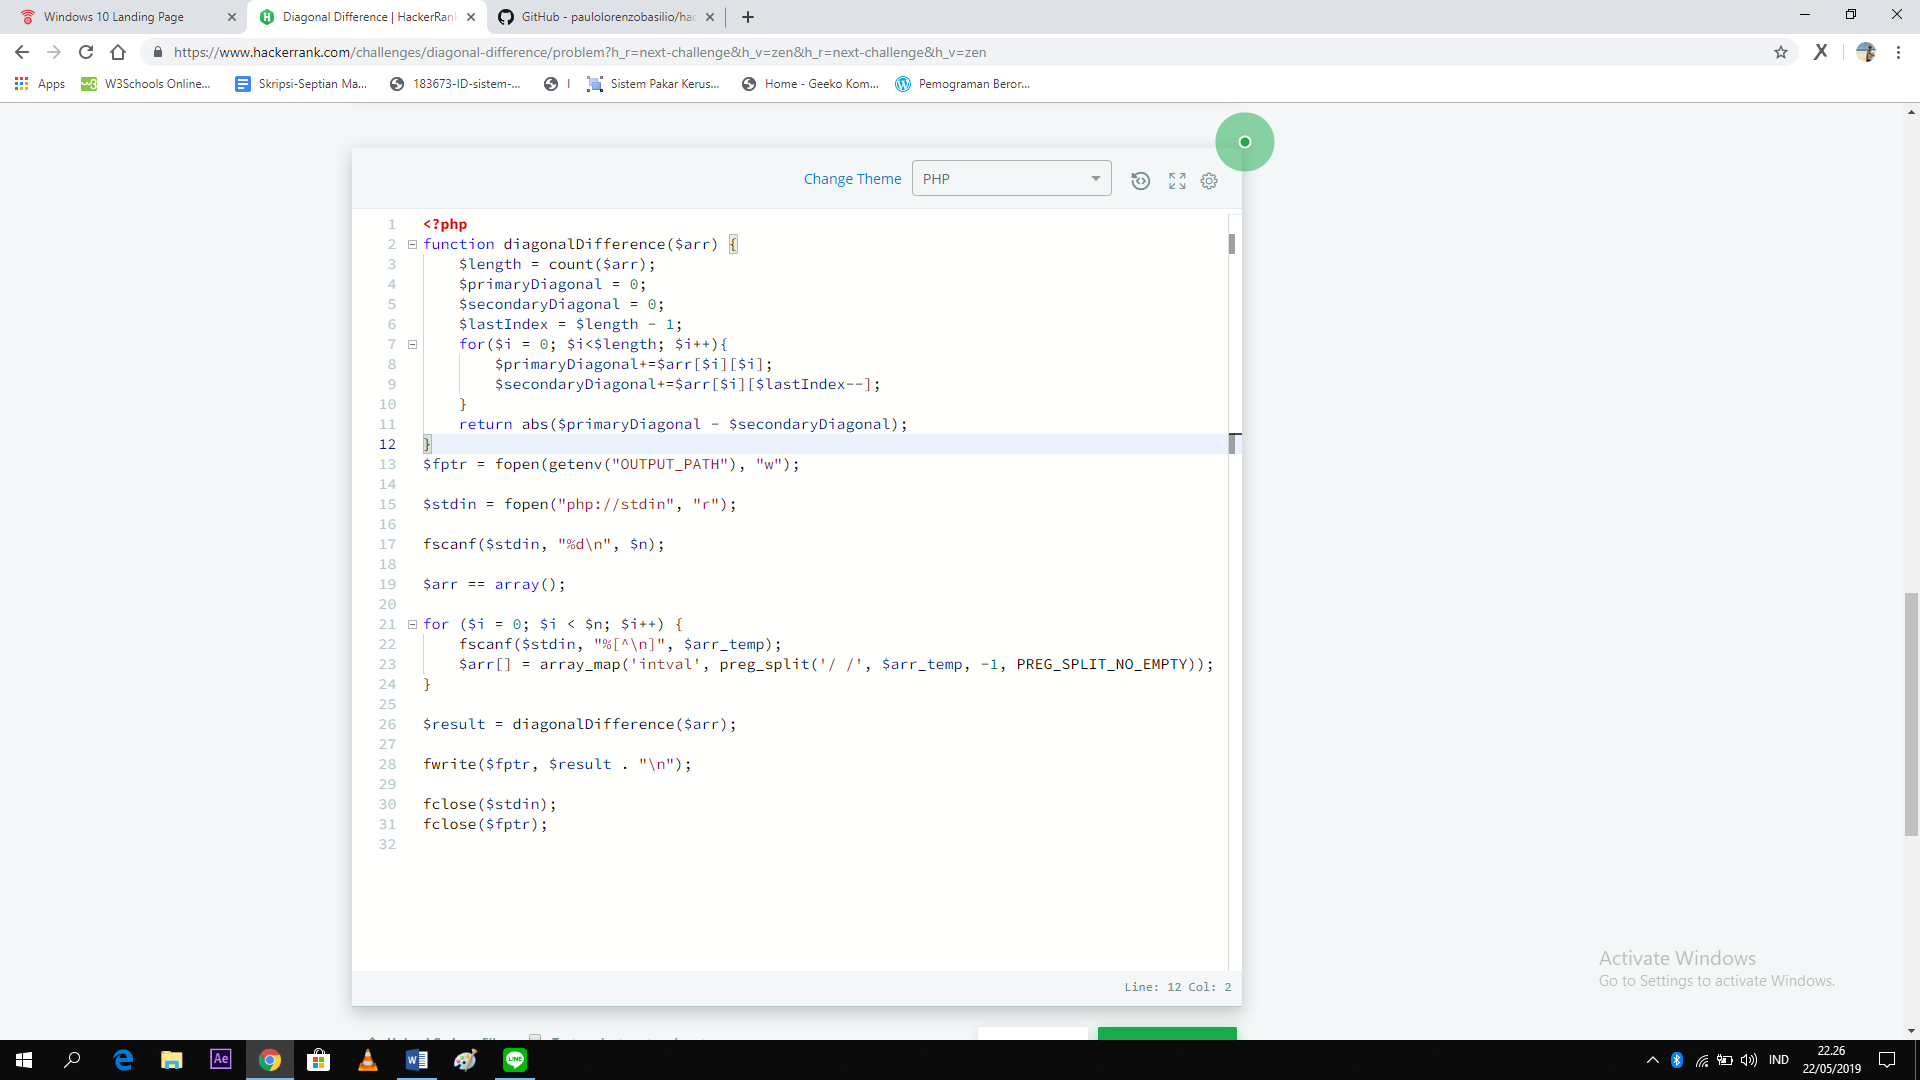 Windows 10 Landing Page
Diagonal Difference | HackerRank
GitHub - paulolorenzobasilio/hac
https://www.hackerrank.com/challenges/diagonal-difference/problem?h_r=next-challenge&h_v=zen&h_r=next-challenge&h_v=zen
Apps
W3Schools Online...
Skripsi-Septian Ma...
183673-ID-sistem-...
I
Sistem Pakar Kerus...
Home - Geeko Kom...
Pemograman Beror...
Change Theme
PHP
1 <?php
2 function diagonalDifference($arr) {
3 $length = count($arr);
4 $primaryDiagonal = 0;
5 $secondaryDiagonal = 0;
6 $lastIndex = $length - 1;
7 for($i = 0; $i<$length; $i++){
8 $primaryDiagonal+=$arr[$i][$i];
9 $secondaryDiagonal+=$arr[$i][$lastIndex--];
10 }
11 return abs($primaryDiagonal - $secondaryDiagonal);
12 }
13 $fptr = fopen(getenv("OUTPUT_PATH"), "w");
14
15 $stdin = fopen("php://stdin", "r");
16
17 fscanf($stdin, "%d\n", $n);
18
19 $arr == array();
20
21 for ($i = 0; $i < $n; $i++) {
22 fscanf($stdin, "%[^\n]", $arr_temp);
23 $arr[] = array_map('intval', preg_split('/ /', $arr_temp, -1, PREG_SPLIT_NO_EMPTY));
24 }
25
26 $result = diagonalDifference($arr);
27
28 fwrite($fptr, $result . "\n");
29
30 fclose($stdin);
31 fclose($fptr);
32
Line: 12 Col: 2
Activate Windows
Go to Settings to activate Windows.
Ae
LINE
IND
22.26
22/05/2019